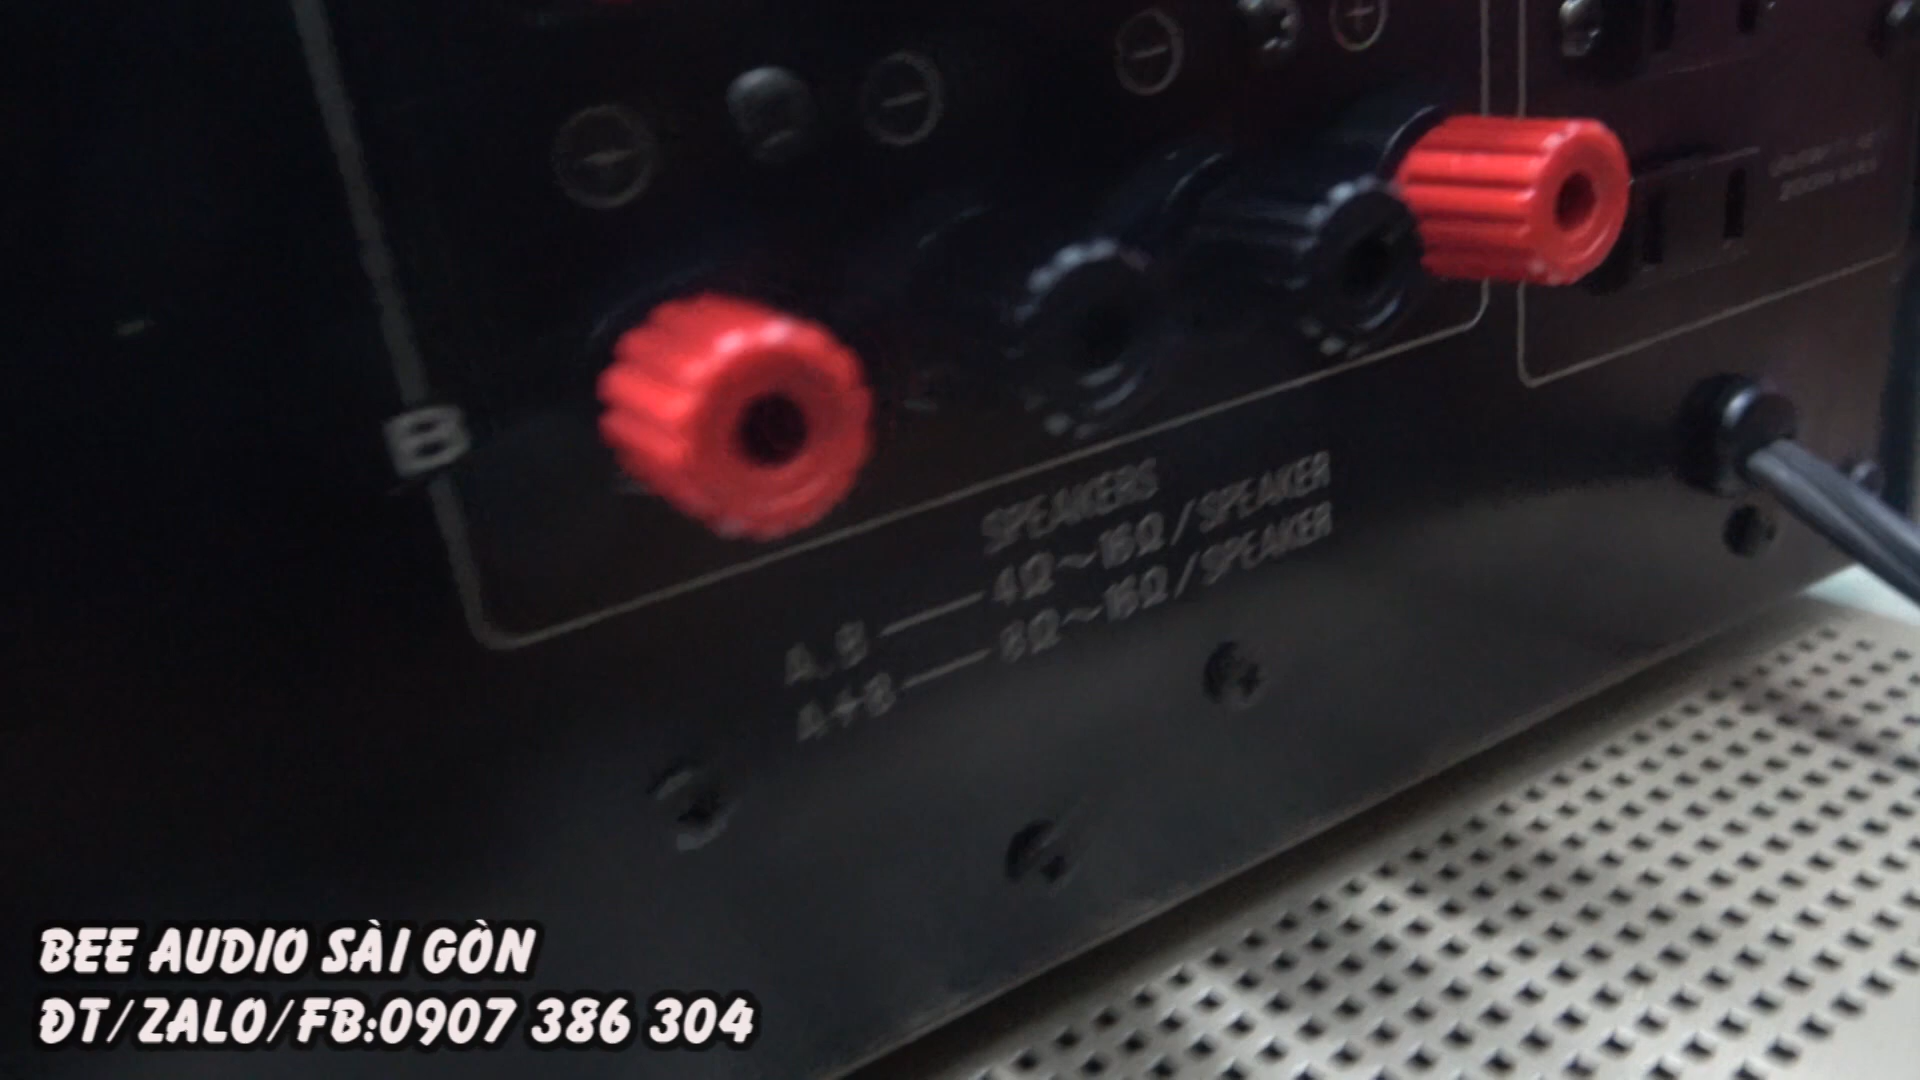 B
SPEAKERS
A.B — 4Ω~16Ω/SPEAKER
A+B — 8Ω~16Ω/SPEAKER
BEE AUDIO SÀI GÒN
ĐT/ZALO/FB:0907 386 304